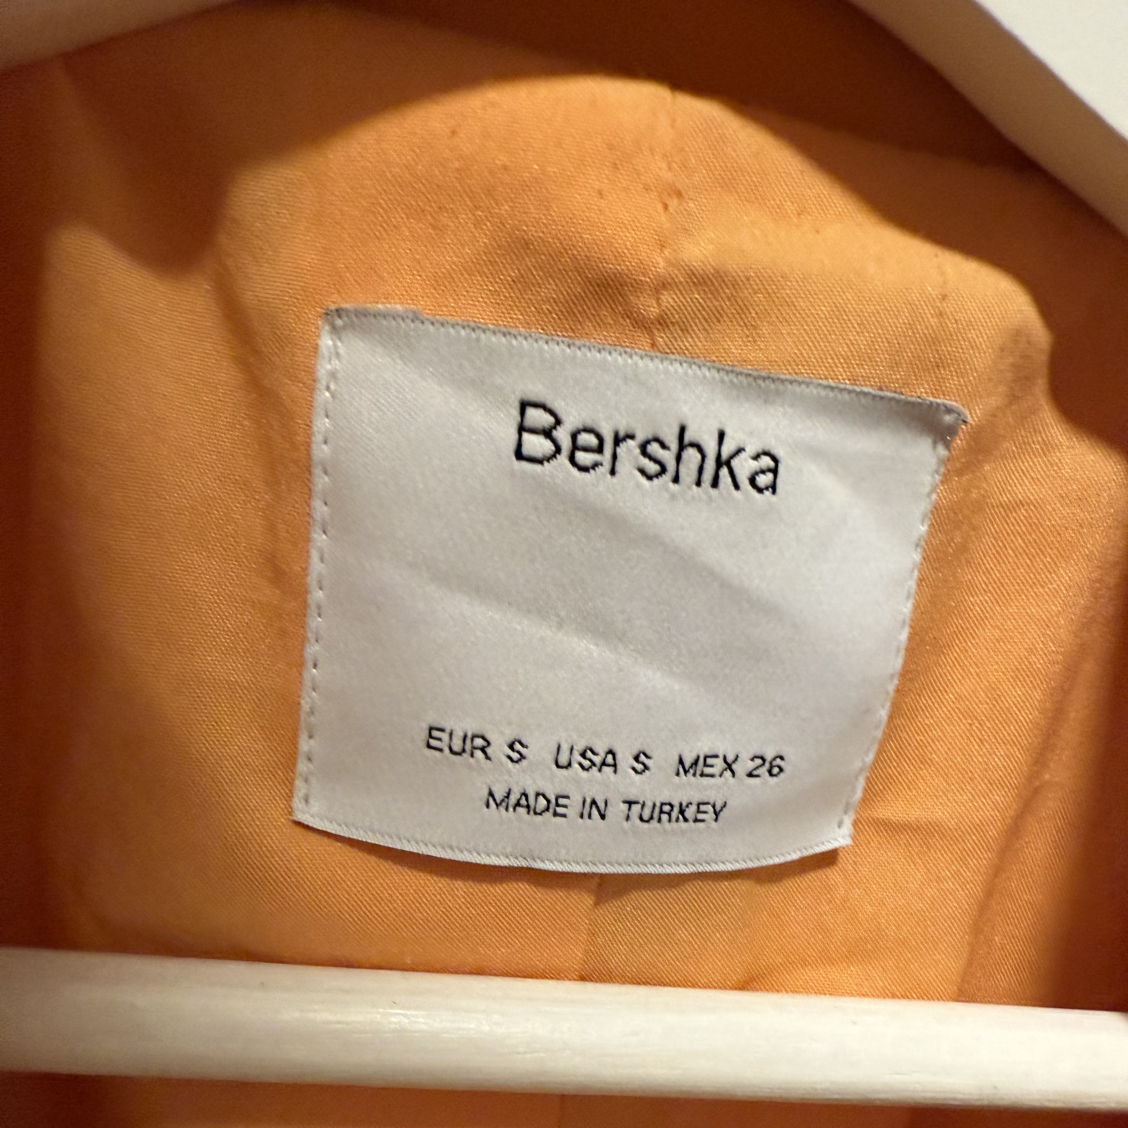 Bershka
EUR S USA S MEX 26
MADE IN TURKEY